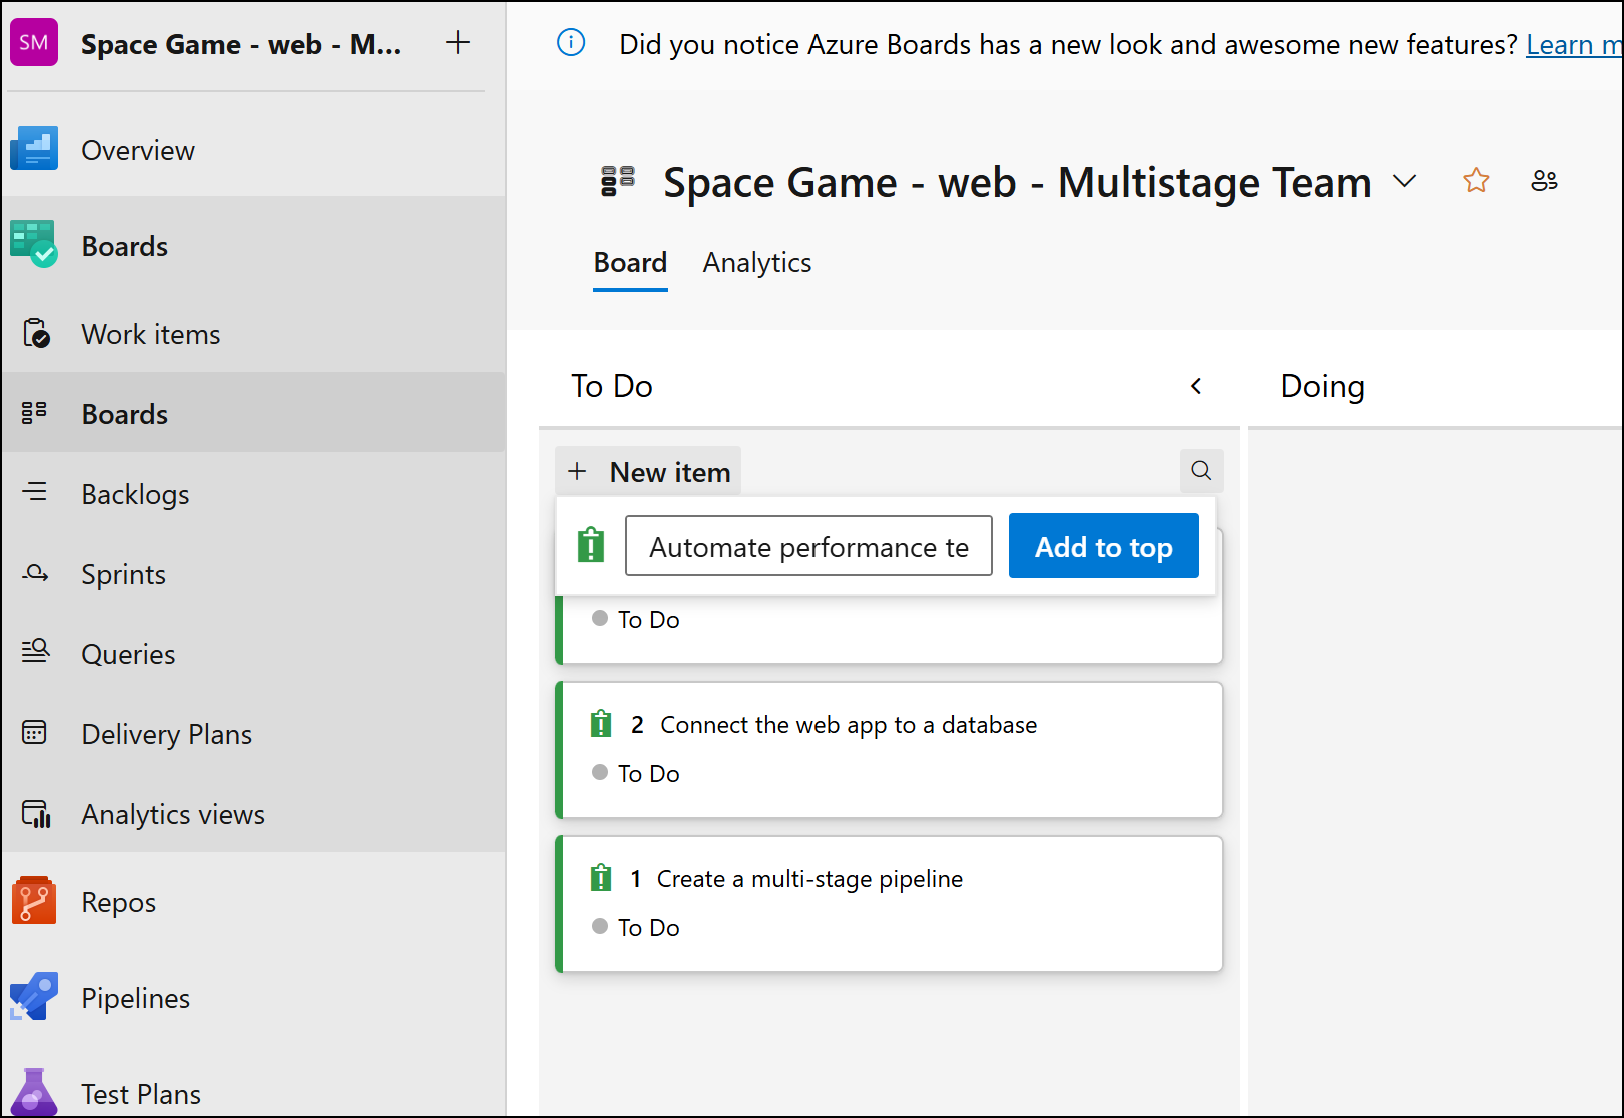 SM
Space Game - web - M...
Overview
Boards
Work items
Boards
Backlogs
Sprints
Queries
Delivery Plans
Analytics views
Repos
Pipelines
Test Plans
Did you notice Azure Boards has a new look and awesome new features? Learn m
Space Game - web - Multistage Team
Board
Analytics
To Do
Doing
New item
Automate performance te
Add to top
To Do
2 Connect the web app to a database
To Do
1 Create a multi-stage pipeline
To Do